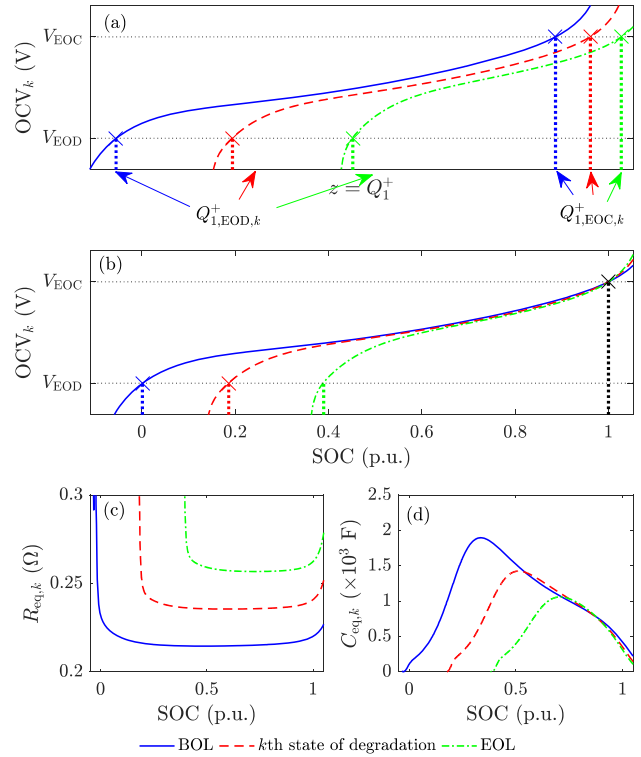 (a)
OCV_k (V)
V_EOC
V_EOD
z = Q_1^+
Q_{1,EOD,k}^+
Q_{1,EOC,k}^+
(b)
OCV_k (V)
V_EOC
V_EOD
0 0.2 0.4 0.6 0.8 1
SOC (p.u.)
(c)
R_{eq,k} (Ω)
0.3
0.25
0.2
0 0.5 1
SOC (p.u.)
(d)
C_{eq,k} (×10^3 F)
2.5
2
1.5
1
0.5
0
0 0.5 1
SOC (p.u.)
BOL kth state of degradation EOL